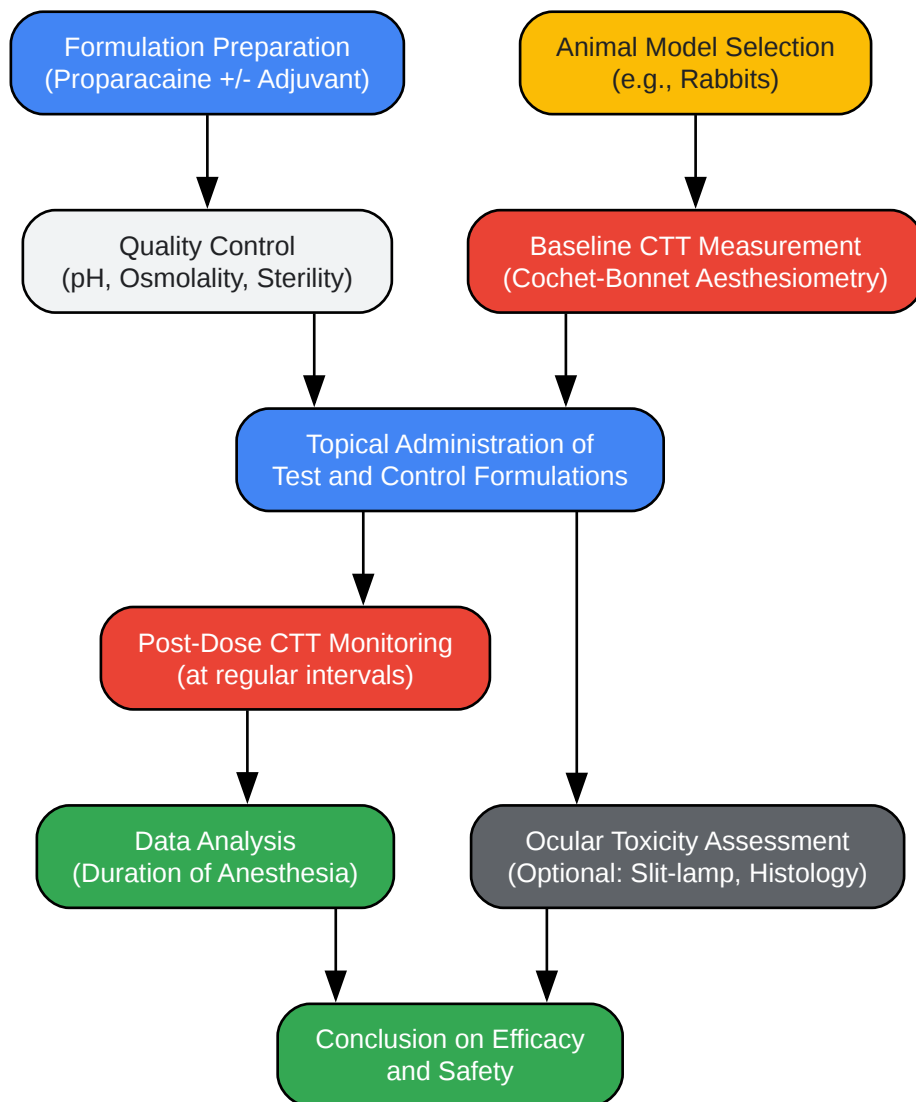 Formulation Preparation
(Proparacaine +/- Adjuvant)
Animal Model Selection
(e.g., Rabbits)
Quality Control
(pH, Osmolality, Sterility)
Baseline CTT Measurement
(Cochet-Bonnet Aesthesiometry)
Topical Administration of
Test and Control Formulations
Post-Dose CTT Monitoring
(at regular intervals)
Data Analysis
(Duration of Anesthesia)
Ocular Toxicity Assessment
(Optional: Slit-lamp, Histology)
Conclusion on Efficacy
and Safety